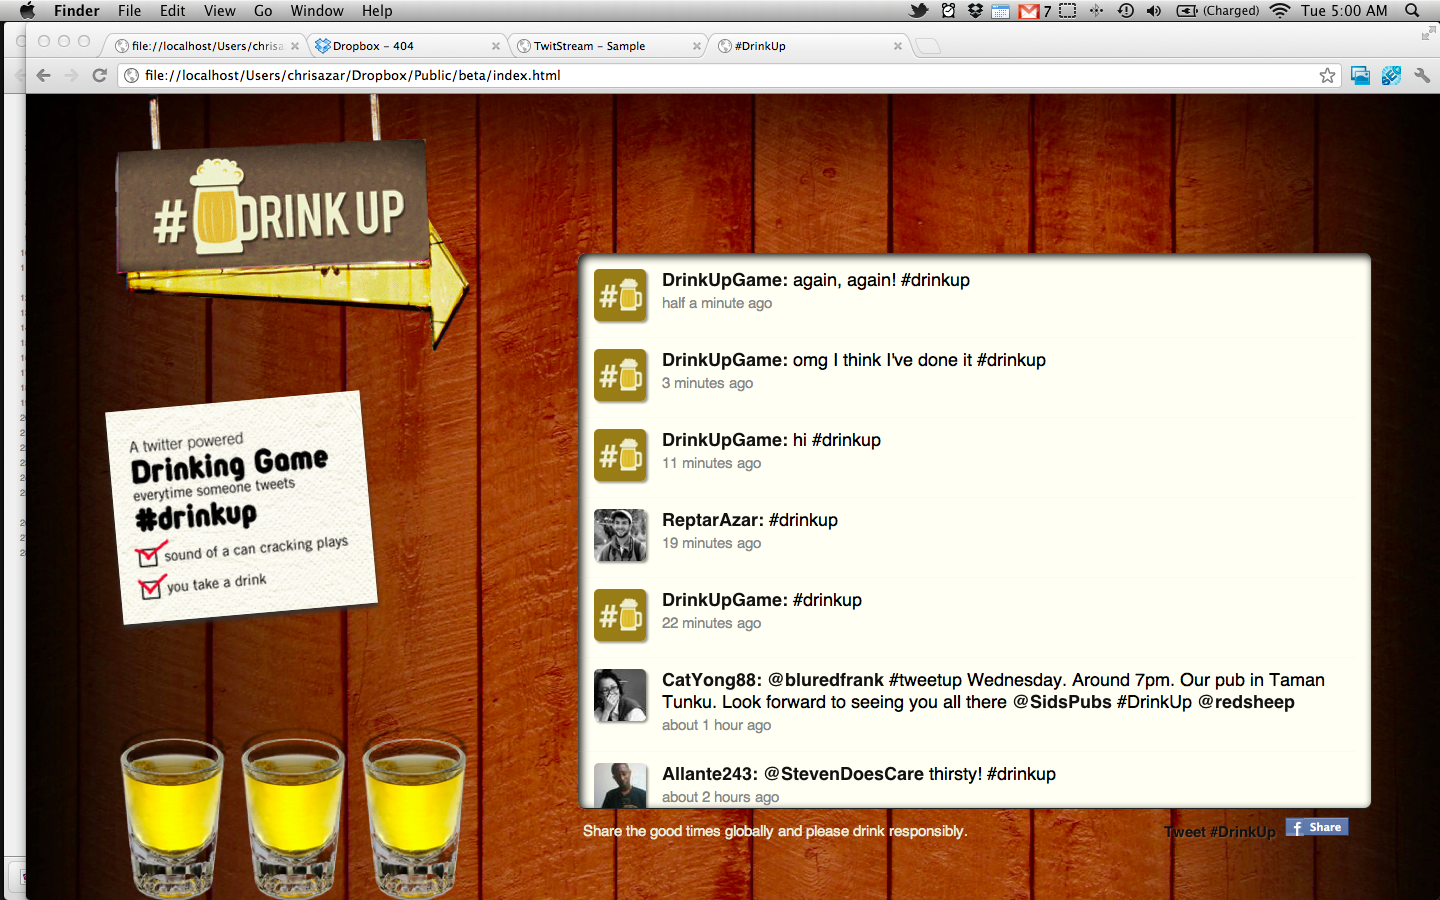 Finder File Edit View Go Window Help
7 (Charged) Tue 5:00 AM
file://localhost/Users/chrisaza
Dropbox – 404
TwitStream – Sample
#DrinkUp
file://localhost/Users/chrisazar/Dropbox/Public/beta/index.html
# DRINK UP
A twitter powered
Drinking Game
everytime someone tweets
#drinkup
sound of a can cracking plays
you take a drink
DrinkUpGame: again, again! #drinkup
half a minute ago
DrinkUpGame: omg I think I've done it #drinkup
3 minutes ago
DrinkUpGame: hi #drinkup
11 minutes ago
ReptarAzar: #drinkup
19 minutes ago
DrinkUpGame: #drinkup
22 minutes ago
CatYong88: @bluredfrank #tweetup Wednesday. Around 7pm. Our pub in Taman
Tunku. Look forward to seeing you all there @SidsPubs #DrinkUp @redsheep
about 1 hour ago
Allante243: @StevenDoesCare thirsty! #drinkup
about 2 hours ago
Share the good times globally and please drink responsibly.
Tweet #DrinkUp
f Share